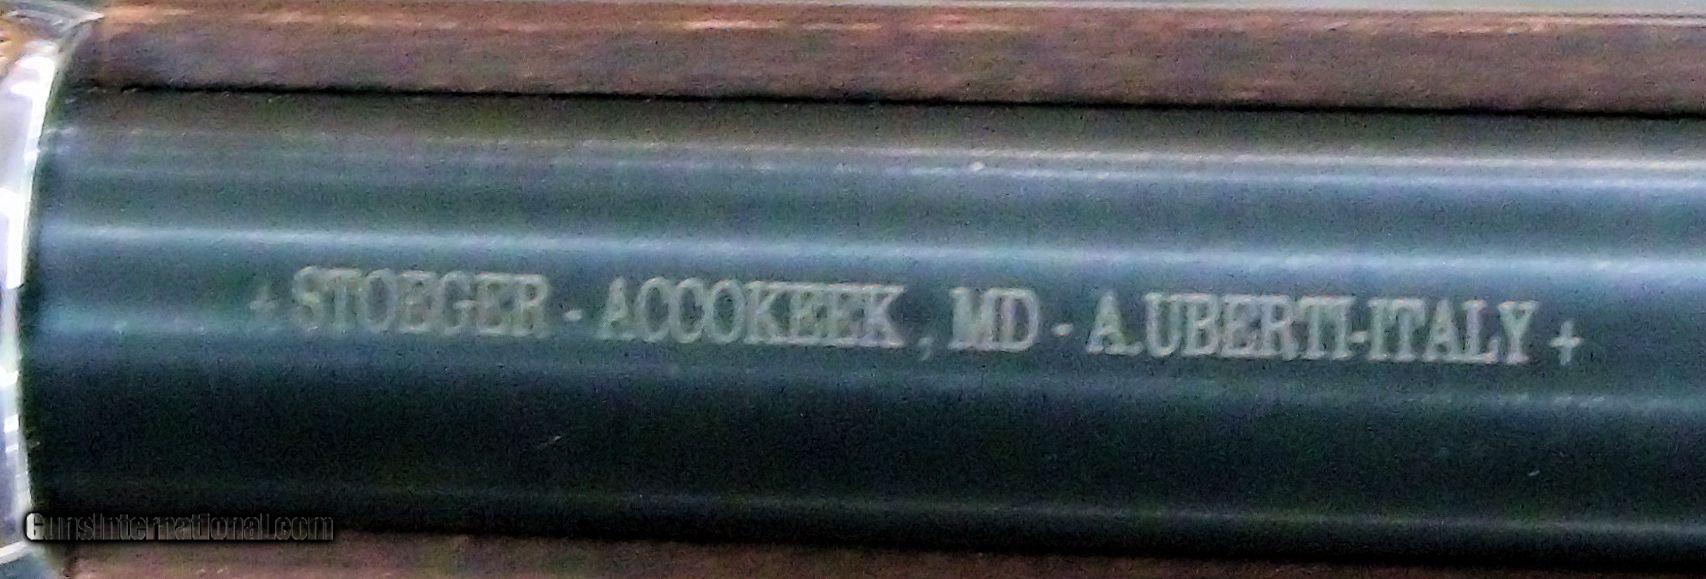 + STOEGER - ACCOKEEK , MD - A.UBERTI-ITALY +
GunsInternational.com